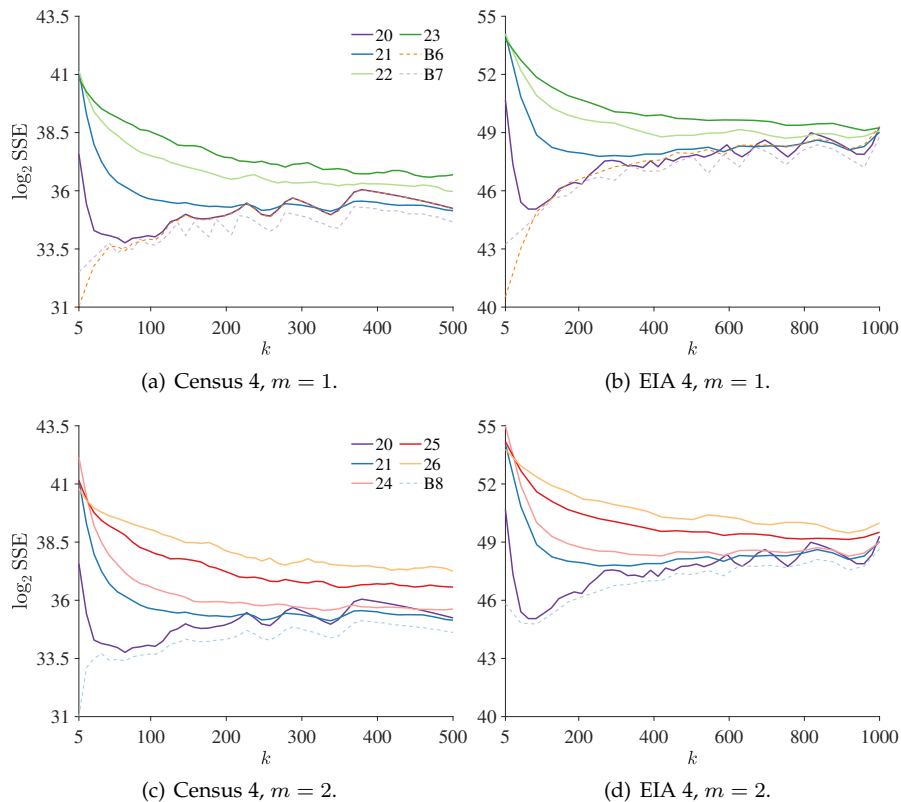 43.5
41
38.5
36
33.5
31
log₂ SSE
20 23
21 B6
22 B7
5 100 200 300 400 500
k
(a) Census 4, m = 1.
55
52
49
46
43
40
5 200 400 600 800 1000
k
(b) EIA 4, m = 1.
43.5
41
38.5
36
33.5
31
log₂ SSE
20 25
21 26
24 B8
5 100 200 300 400 500
k
(c) Census 4, m = 2.
55
52
49
46
43
40
5 200 400 600 800 1000
k
(d) EIA 4, m = 2.